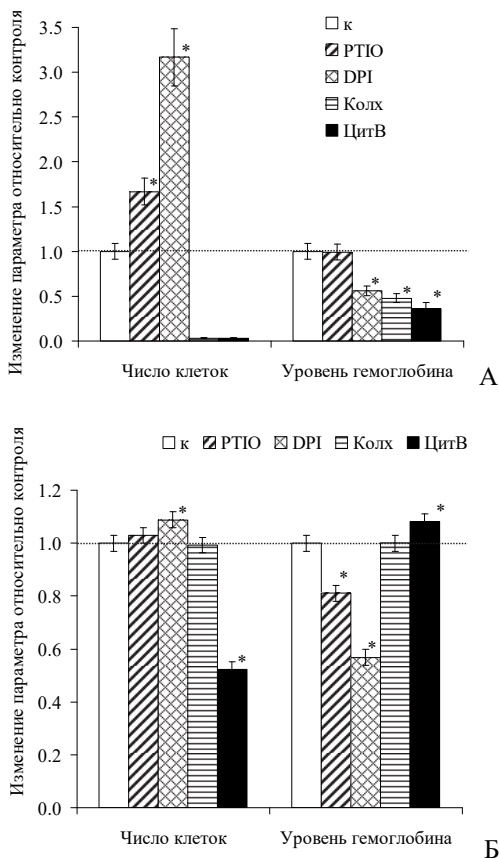 Изменение параметра относительно контроля
3.5
3.0
2.5
2.0
1.5
1.0
0.5
0.0
к
PTIO
DPI
Колх
ЦитВ
* * * * *
Число клеток Уровень гемоглобина
А
к PTIO DPI Колх ЦитВ
Изменение параметра относительно контроля
1.2
1.0
0.8
0.6
0.4
0.2
0.0
* * * * *
Число клеток Уровень гемоглобина
Б